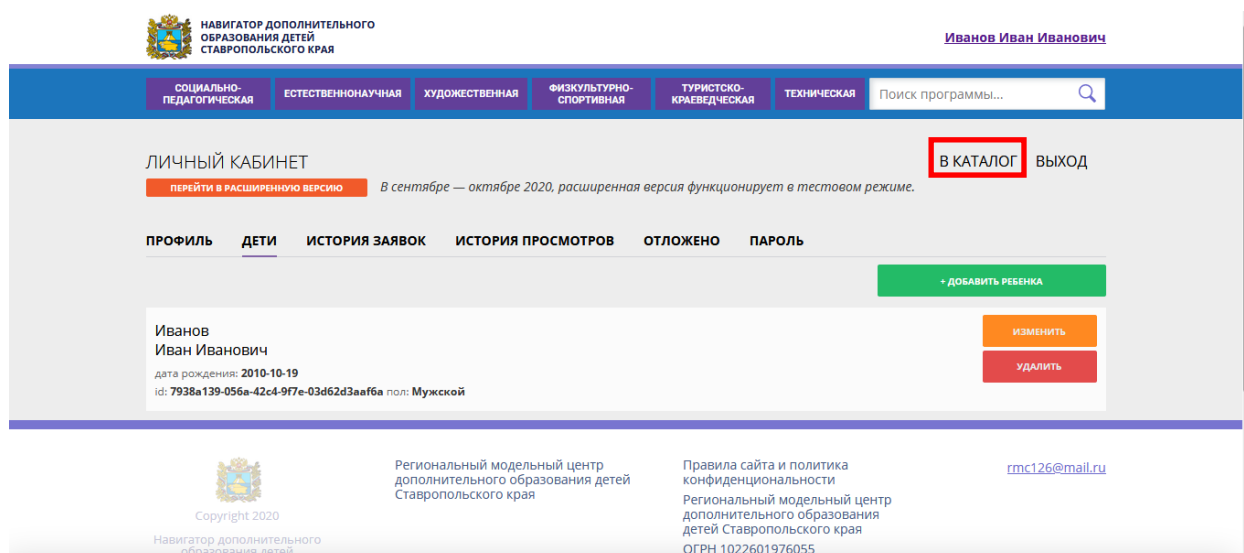 НАВИГАТОР ДОПОЛНИТЕЛЬНОГО
ОБРАЗОВАНИЯ ДЕТЕЙ
СТАВРОПОЛЬСКОГО КРАЯ
Иванов Иван Иванович
СОЦИАЛЬНО-
ПЕДАГОГИЧЕСКАЯ
ЕСТЕСТВЕННОНАУЧНАЯ
ХУДОЖЕСТВЕННАЯ
ФИЗКУЛЬТУРНО-
СПОРТИВНАЯ
ТУРИСТСКО-
КРАЕВЕДЧЕСКАЯ
ТЕХНИЧЕСКАЯ
Поиск программы...
ЛИЧНЫЙ КАБИНЕТ
В КАТАЛОГ ВЫХОД
ПЕРЕЙТИ В РАСШИРЕННУЮ ВЕРСИЮ
В сентябре — октябре 2020, расширенная версия функционирует в тестовом режиме.
ПРОФИЛЬ ДЕТИ ИСТОРИЯ ЗАЯВОК ИСТОРИЯ ПРОСМОТРОВ ОТЛОЖЕНО ПАРОЛЬ
+ ДОБАВИТЬ РЕБЕНКА
Иванов
Иван Иванович
дата рождения: 2010-10-19
id: 7938a139-056a-42c4-9f7e-03d62d3aaf6a пол: Мужской
ИЗМЕНИТЬ
УДАЛИТЬ
Copyright 2020
Навигатор дополнительного
образования детей
Региональный модельный центр
дополнительного образования детей
Ставропольского края
Правила сайта и политика
конфиденциональности
Региональный модельный центр
дополнительного образования
детей Ставропольского края
ОГРН 1022601976055
rmc126@mail.ru